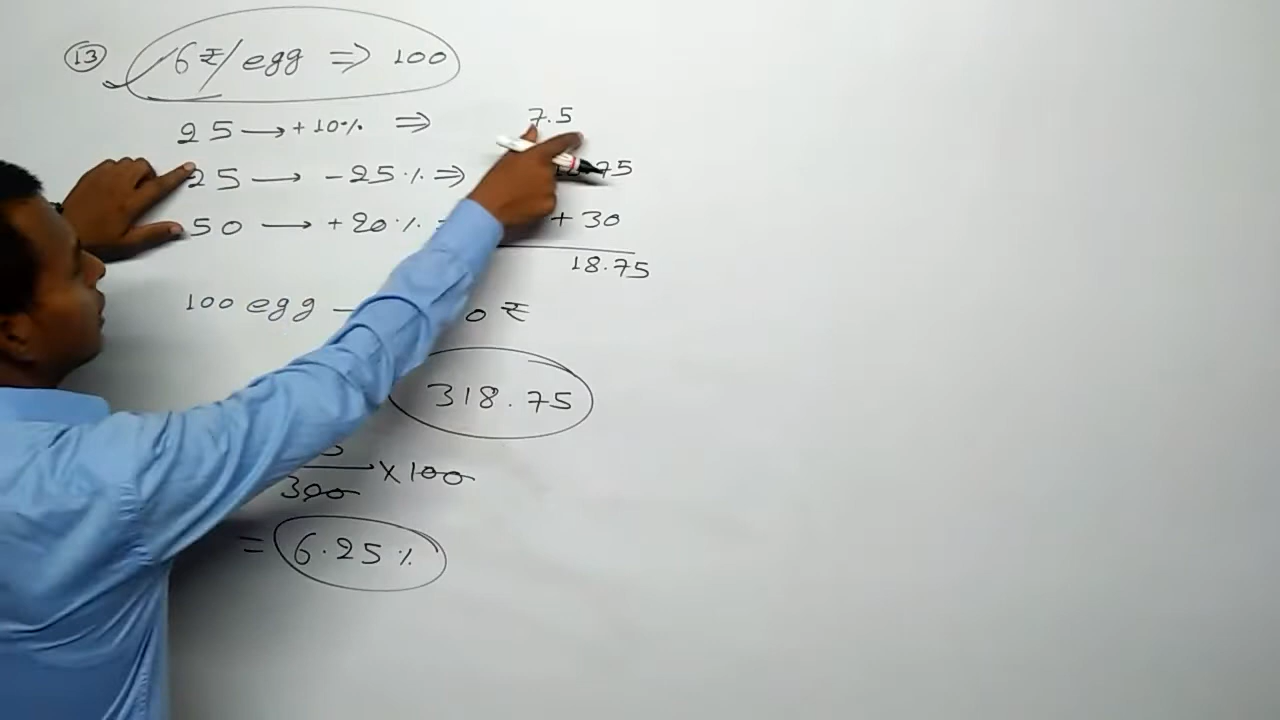 13 6₹/egg ⇒ 100
25 → +10% ⇒ 7.5
25 → -25% ⇒ 75
50 → +20% + 30
18.75
100 egg 0 ₹
318.75
300 × 100
= 6.25%